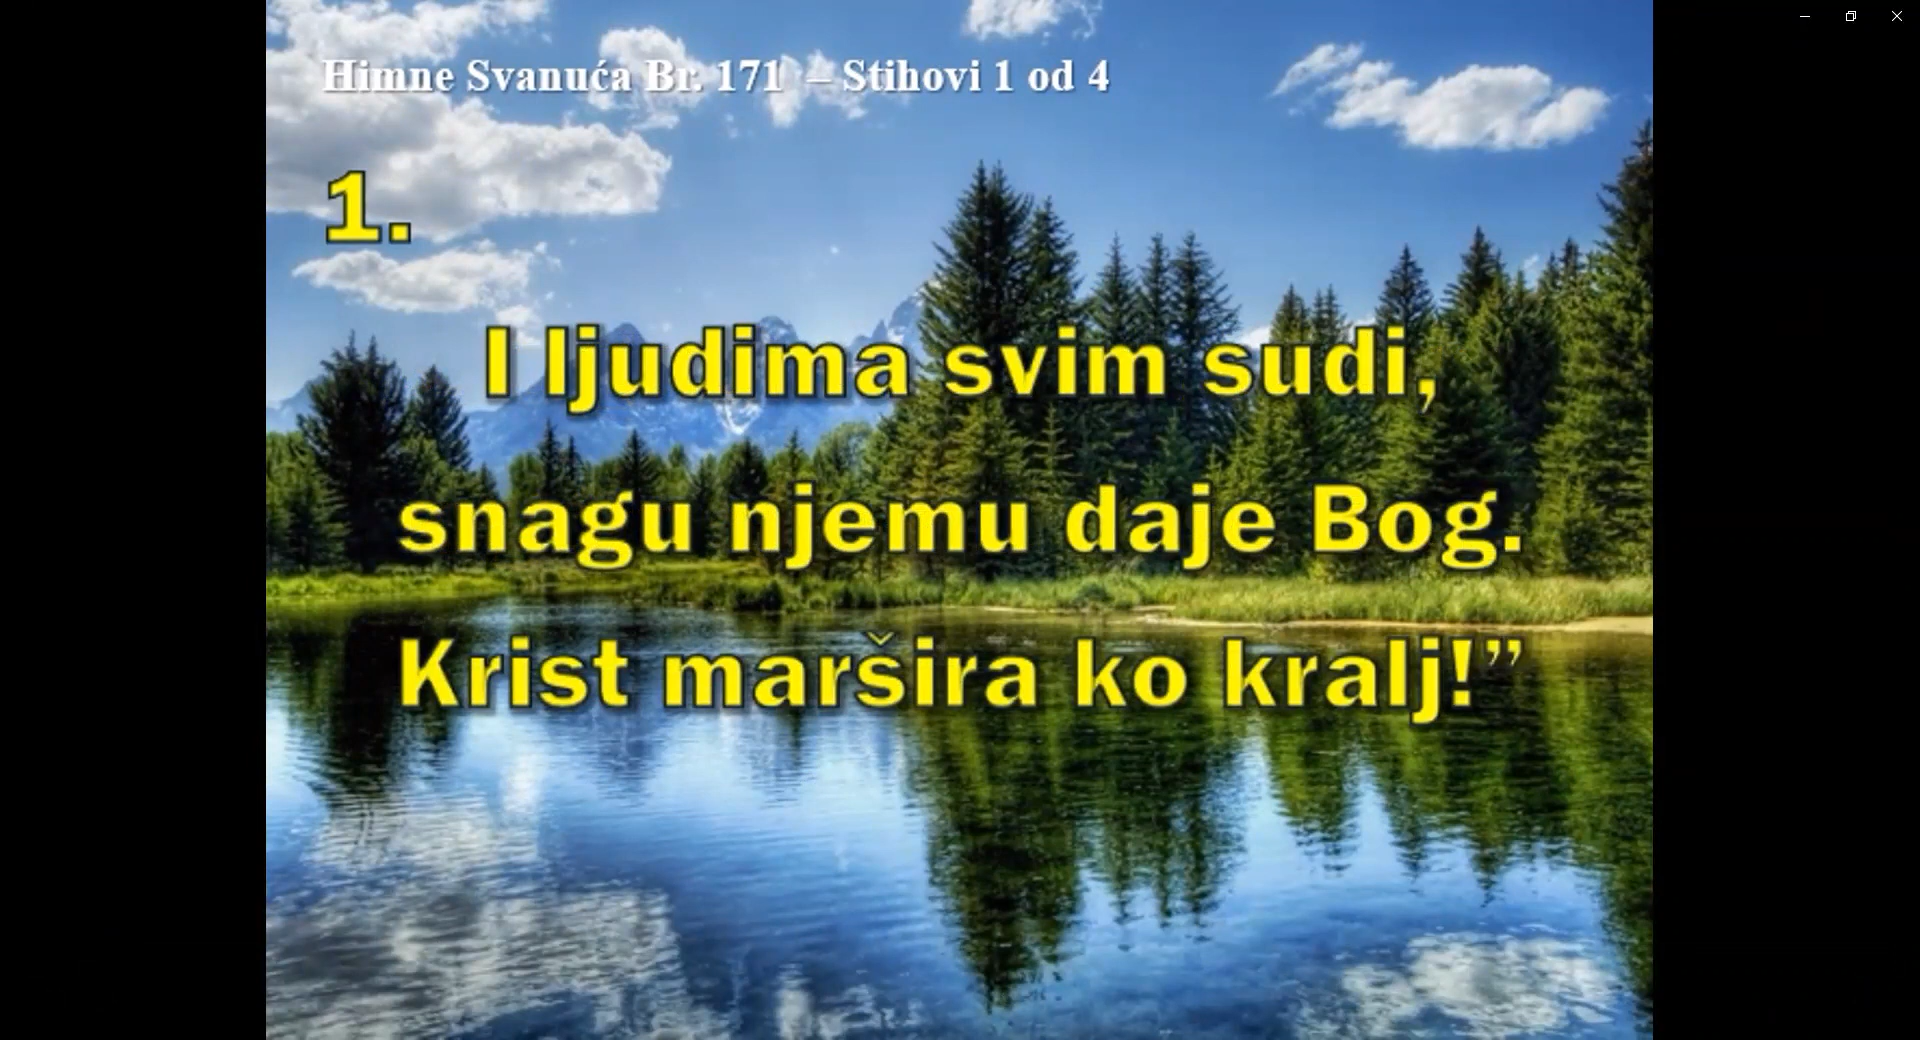 Himne Svanuća Br. 171 – Stihovi 1 od 4
1.
I ljudima svim sudi,
snagu njemu daje Bog.
Krist maršira ko kralj!”